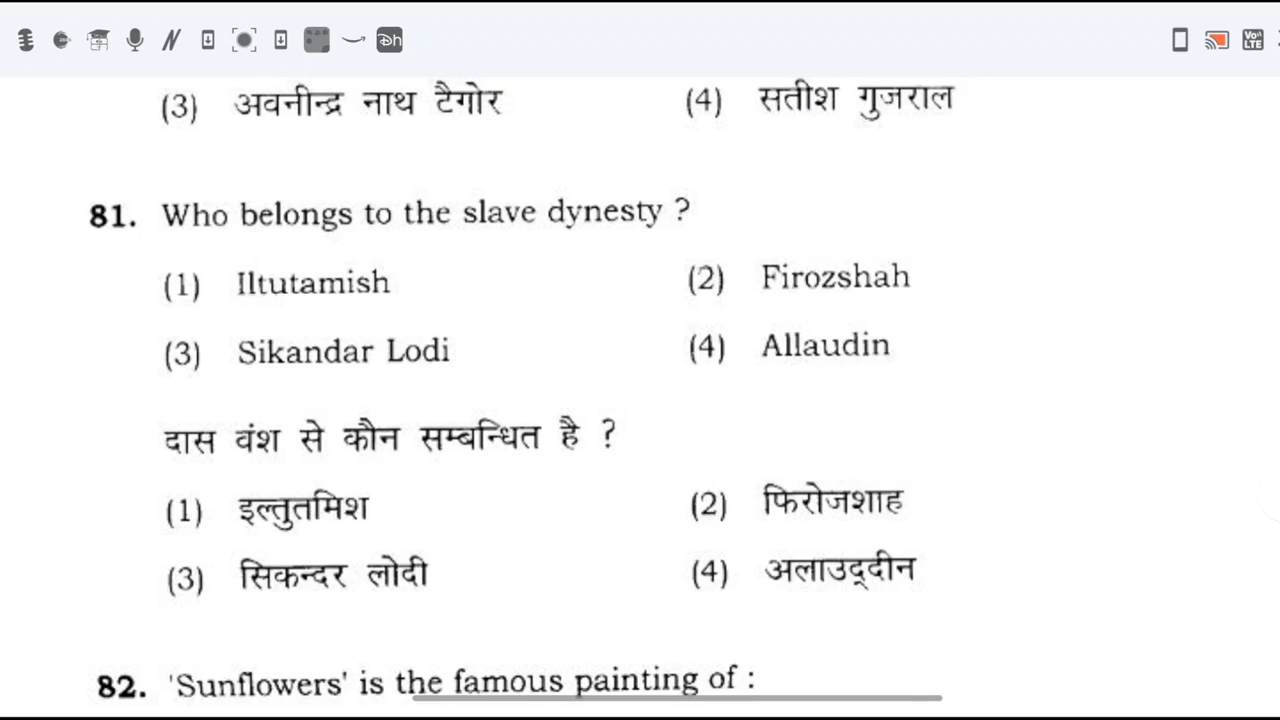 (3) अवनीन्द्र नाथ टैगोर (4) सतीश गुजराल
81. Who belongs to the slave dynesty ?
(1) Iltutamish (2) Firozshah
(3) Sikandar Lodi (4) Allaudin
दास वंश से कौन सम्बन्धित है ?
(1) इल्तुतमिश (2) फिरोजशाह
(3) सिकन्दर लोदी (4) अलाउद्दीन
82. 'Sunflowers' is the famous painting of :